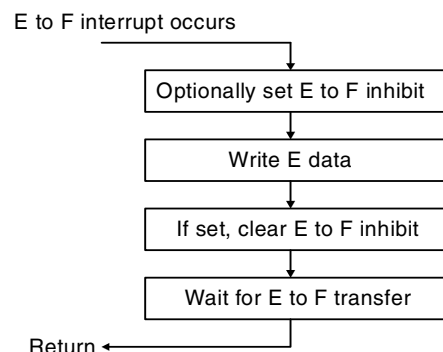 E to F interrupt occurs
Optionally set E to F inhibit
Write E data
If set, clear E to F inhibit
Wait for E to F transfer
Return